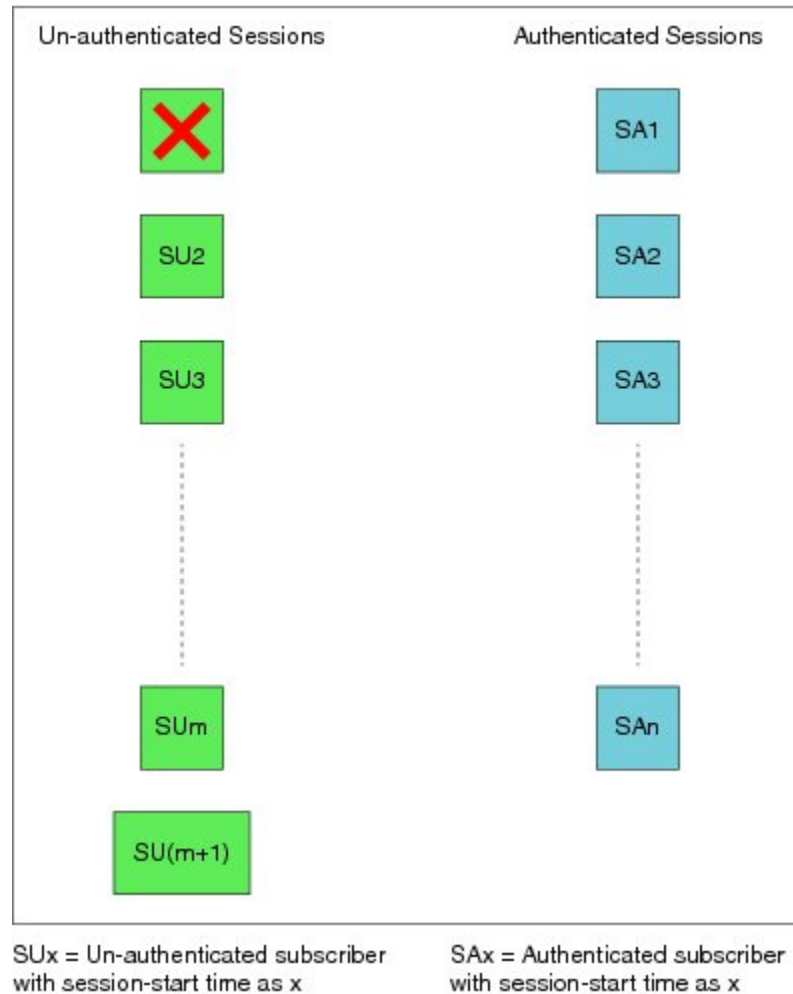 Un-authenticated Sessions
Authenticated Sessions
SA1
SU2
SA2
SU3
SA3
SUm
SAn
SU(m+1)
SUx = Un-authenticated subscriber
with session-start time as x
SAx = Authenticated subscriber
with session-start time as x